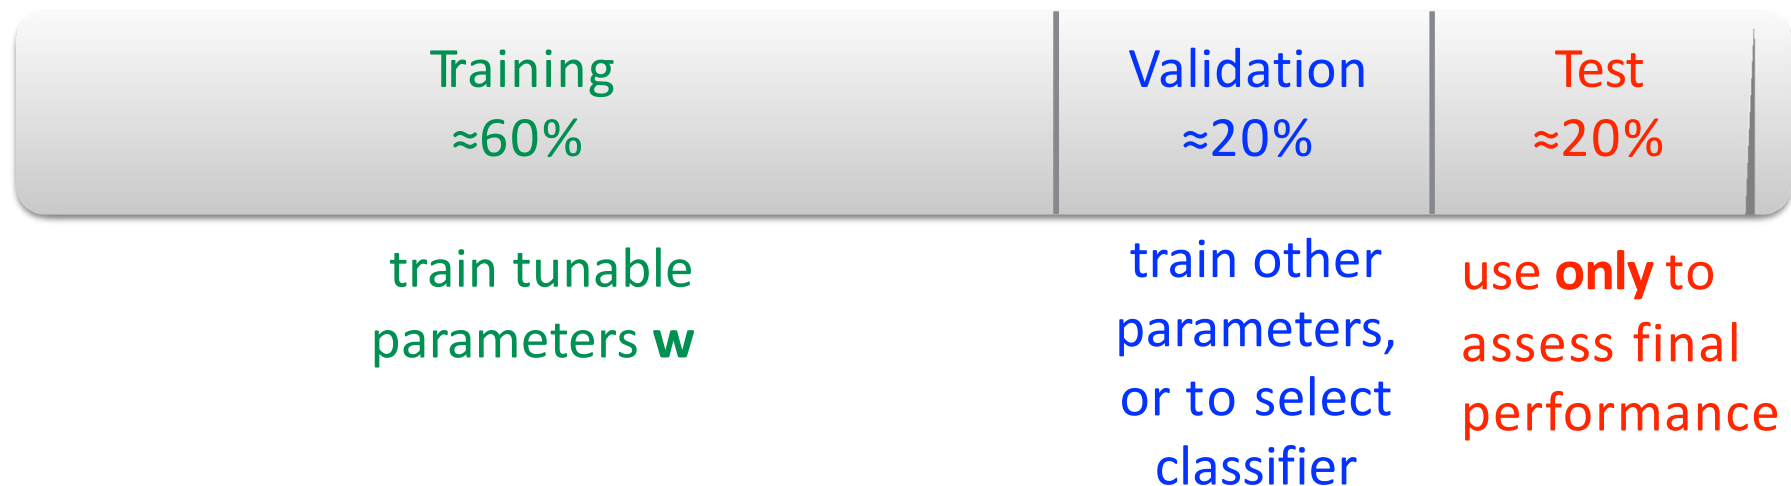 Training
≈60%
Validation
≈20%
Test
≈20%
train tunable
parameters w
train other
parameters,
or to select
classifier
use only to
assess final
performance